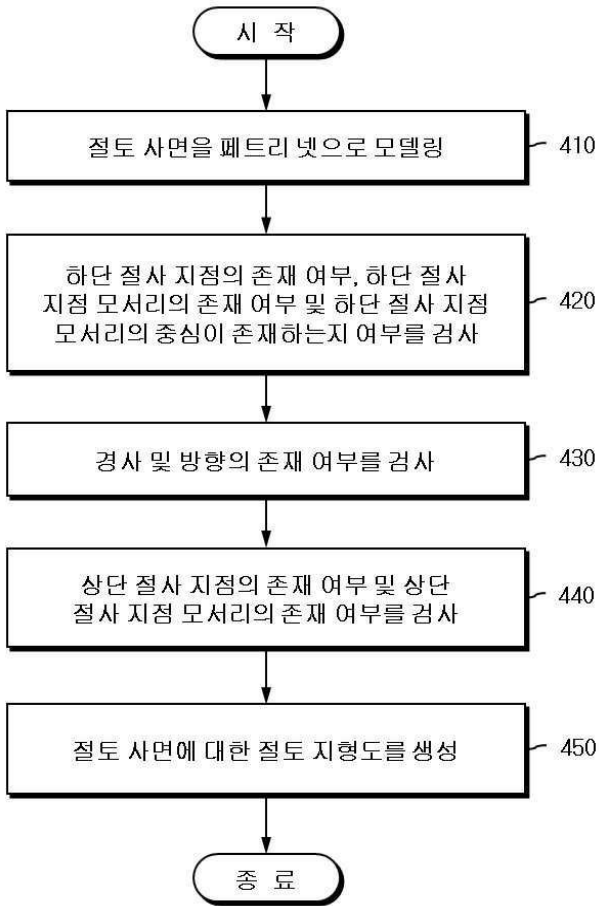 시 작
절토 사면을 페트리 넷으로 모델링
410
하단 절사 지점의 존재 여부, 하단 절사
지점 모서리의 존재 여부 및 하단 절사 지점
모서리의 중심이 존재하는지 여부를 검사
420
경사 및 방향의 존재 여부를 검사
430
상단 절사 지점의 존재 여부 및 상단
절사 지점 모서리의 존재 여부를 검사
440
절토 사면에 대한 절토 지형도를 생성
450
종 료